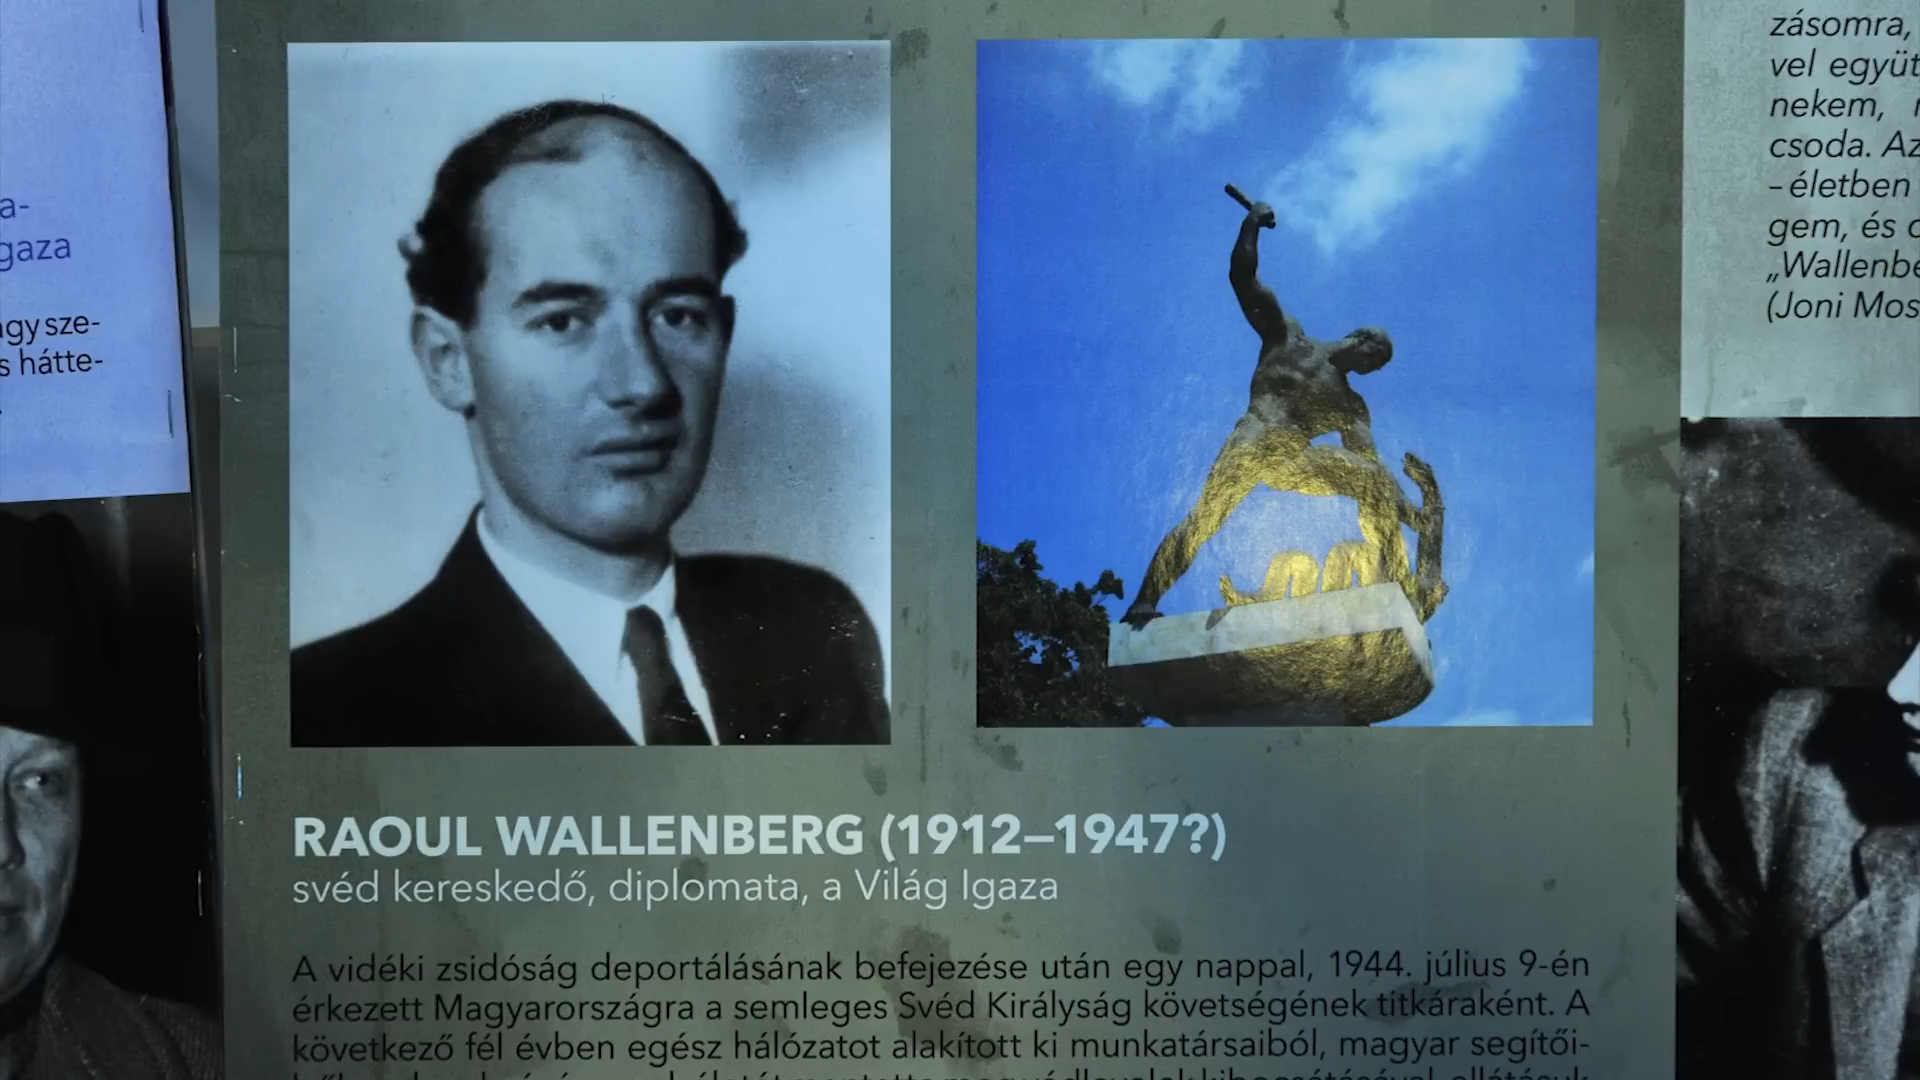 a-
gaza
agy sze-
s hátte-
RAOUL WALLENBERG (1912–1947?)
svéd kereskedő, diplomata, a Világ Igaza
A vidéki zsidóság deportálásának befejezése után egy nappal, 1944. július 9-én
érkezett Magyarországra a semleges Svéd Királyság követségének titkáraként. A
következő fél évben egész hálózatot alakított ki munkatársaiból, magyar segítői-
zásomra,
vel együt
nekem,
csoda. Az
– életben
gem, és
„Wallenbe
(Joni Mos